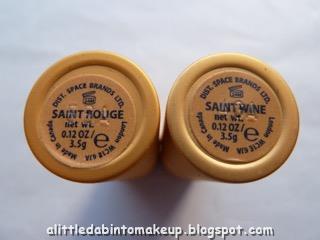 DIST. SPACE BRANDS LTD.
SAINT ROUGE
net wt.
0.12 OZ/
3.5g
Made in Canada
London
DIST. SPACE BRANDS LTD.
SAINT WINE
net wt.
0.12 OZ/
3.5g
Made in Canada
London
alittledabintomakeup.blogspot.com